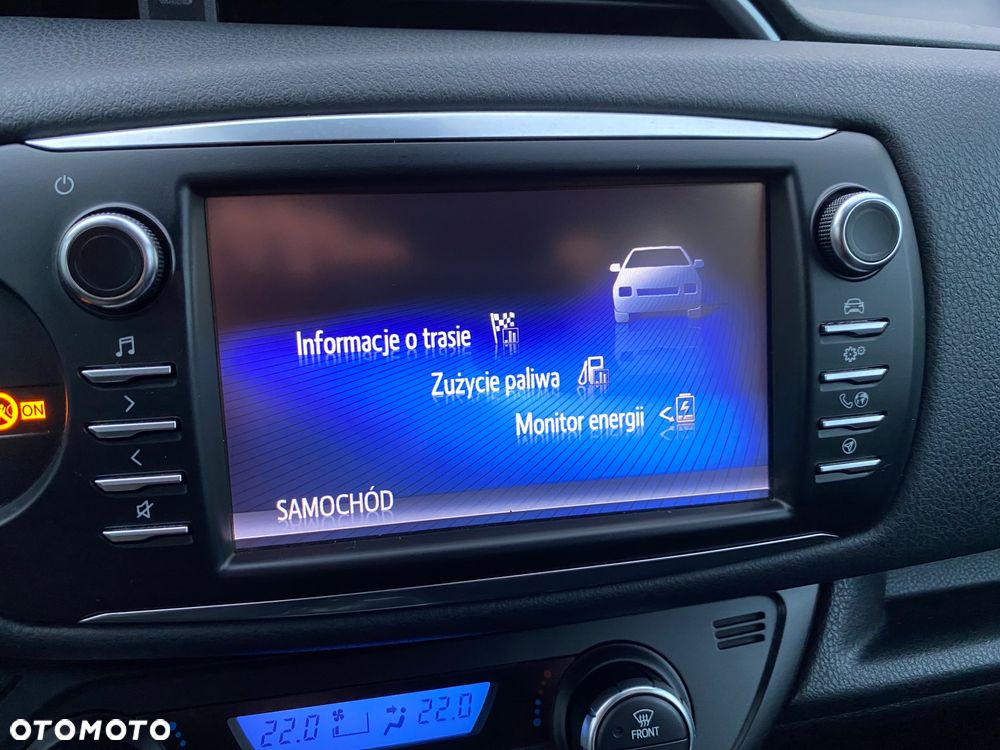 ON
Informacje o trasie
Zużycie paliwa
Monitor energii
SAMOCHÓD
22.0 22.0
FRONT
OTOMOTO